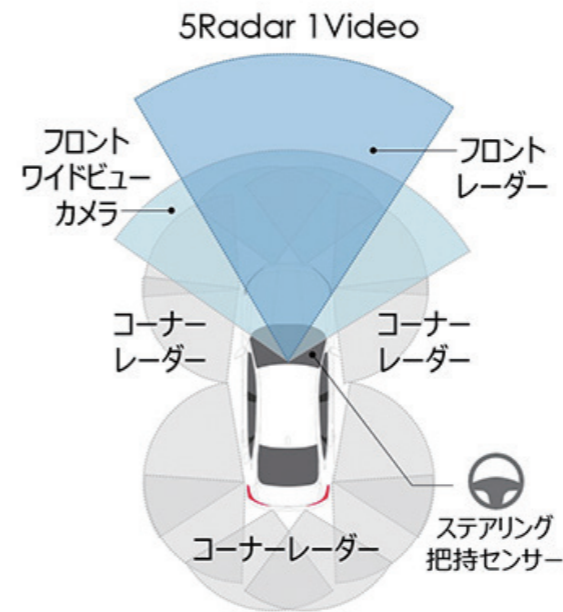 5Radar 1Video
フロント
ワイドビュー
カメラ
フロント
レーダー
コーナー
レーダー
コーナー
レーダー
コーナーレーダー
ステアリング
把持センサー